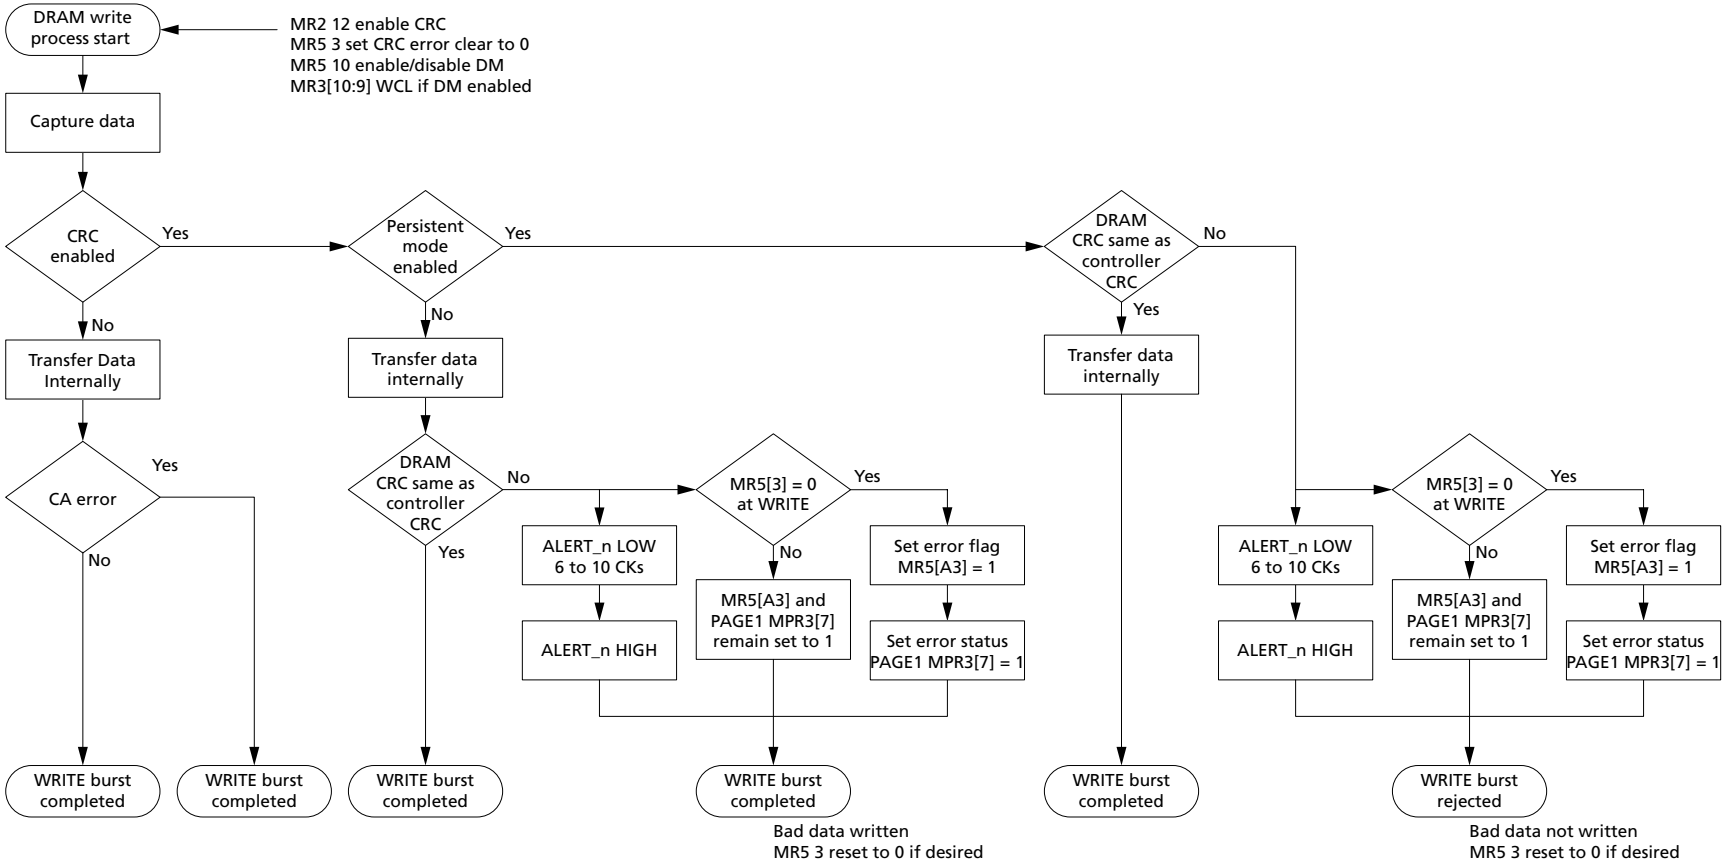 DRAM write
process start
MR2 12 enable CRC
MR5 3 set CRC error clear to 0
MR5 10 enable/disable DM
MR3[10:9] WCL if DM enabled
Capture data
CRC
enabled
Yes
Persistent
mode
enabled
Yes
DRAM
CRC same as
controller
CRC
No
No
No
Yes
Transfer Data
Internally
Transfer data
internally
Transfer data
internally
CA error
Yes
No
DRAM
CRC same as
controller
CRC
No
Yes
MR5[3] = 0
at WRITE
Yes
No
ALERT_n LOW
6 to 10 CKs
Set error flag
MR5[A3] = 1
MR5[A3] and
PAGE1 MPR3[7]
remain set to 1
ALERT_n HIGH
Set error status
PAGE1 MPR3[7] = 1
MR5[3] = 0
at WRITE
Yes
No
ALERT_n LOW
6 to 10 CKs
Set error flag
MR5[A3] = 1
MR5[A3] and
PAGE1 MPR3[7]
remain set to 1
ALERT_n HIGH
Set error status
PAGE1 MPR3[7] = 1
WRITE burst
completed
WRITE burst
completed
WRITE burst
completed
WRITE burst
completed
WRITE burst
completed
WRITE burst
rejected
Bad data written
MR5 3 reset to 0 if desired
Bad data not written
MR5 3 reset to 0 if desired